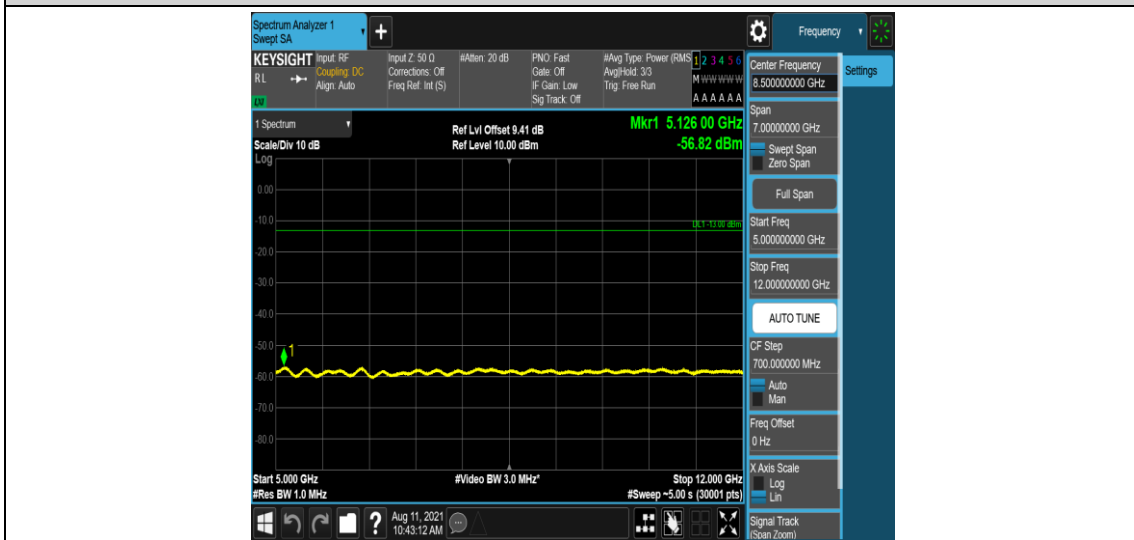 Spectrum Analyzer 1
Swept SA
+
Frequency
KEYSIGHT
RL
LXI
Input: RF
Coupling: DC
Align: Auto
Input Z: 50 Ω
Corrections: Off
Freq Ref: Int (S)
#Atten: 20 dB
PNO: Fast
Gate: Off
IF Gain: Low
Sig Track: Off
#Avg Type: Power (RMS
Avg|Hold: 3/3
Trig: Free Run
1 2 3 4 5 6
M W W W W W
A A A A A A
Center Frequency
8.500000000 GHz
Settings
1 Spectrum
Scale/Div 10 dB
Ref Lvl Offset 9.41 dB
Ref Level 10.00 dBm
Mkr1 5.126 00 GHz
-56.82 dBm
Log
0.00
-10.0
-20.0
-30.0
-40.0
-50.0
-60.0
-70.0
-80.0
DL1 -13.00 dBm
1
Start 5.000 GHz
#Res BW 1.0 MHz
#Video BW 3.0 MHz*
Stop 12.000 GHz
#Sweep ~5.00 s (30001 pts)
Span
7.00000000 GHz
Swept Span
Zero Span
Full Span
Start Freq
5.000000000 GHz
Stop Freq
12.000000000 GHz
AUTO TUNE
CF Step
700.000000 MHz
Auto
Man
Freq Offset
0 Hz
X Axis Scale
Log
Lin
Signal Track
(Span Zoom)
?
Aug 11, 2021
10:43:12 AM